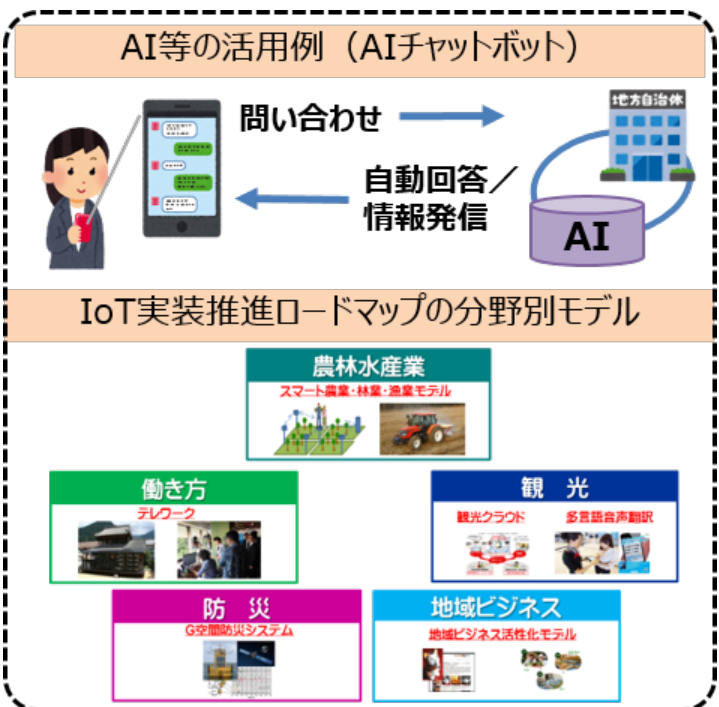 AI等の活用例（AIチャットボット）
問い合わせ
地方自治体
自動回答／
情報発信
AI
IoT実装推進ロードマップの分野別モデル
農林水産業
スマート農業・林業・漁業モデル
働き方
テレワーク
観　光
観光クラウド
多言語音声翻訳
防　災
G空間防災システム
地域ビジネス
地域ビジネス活性化モデル